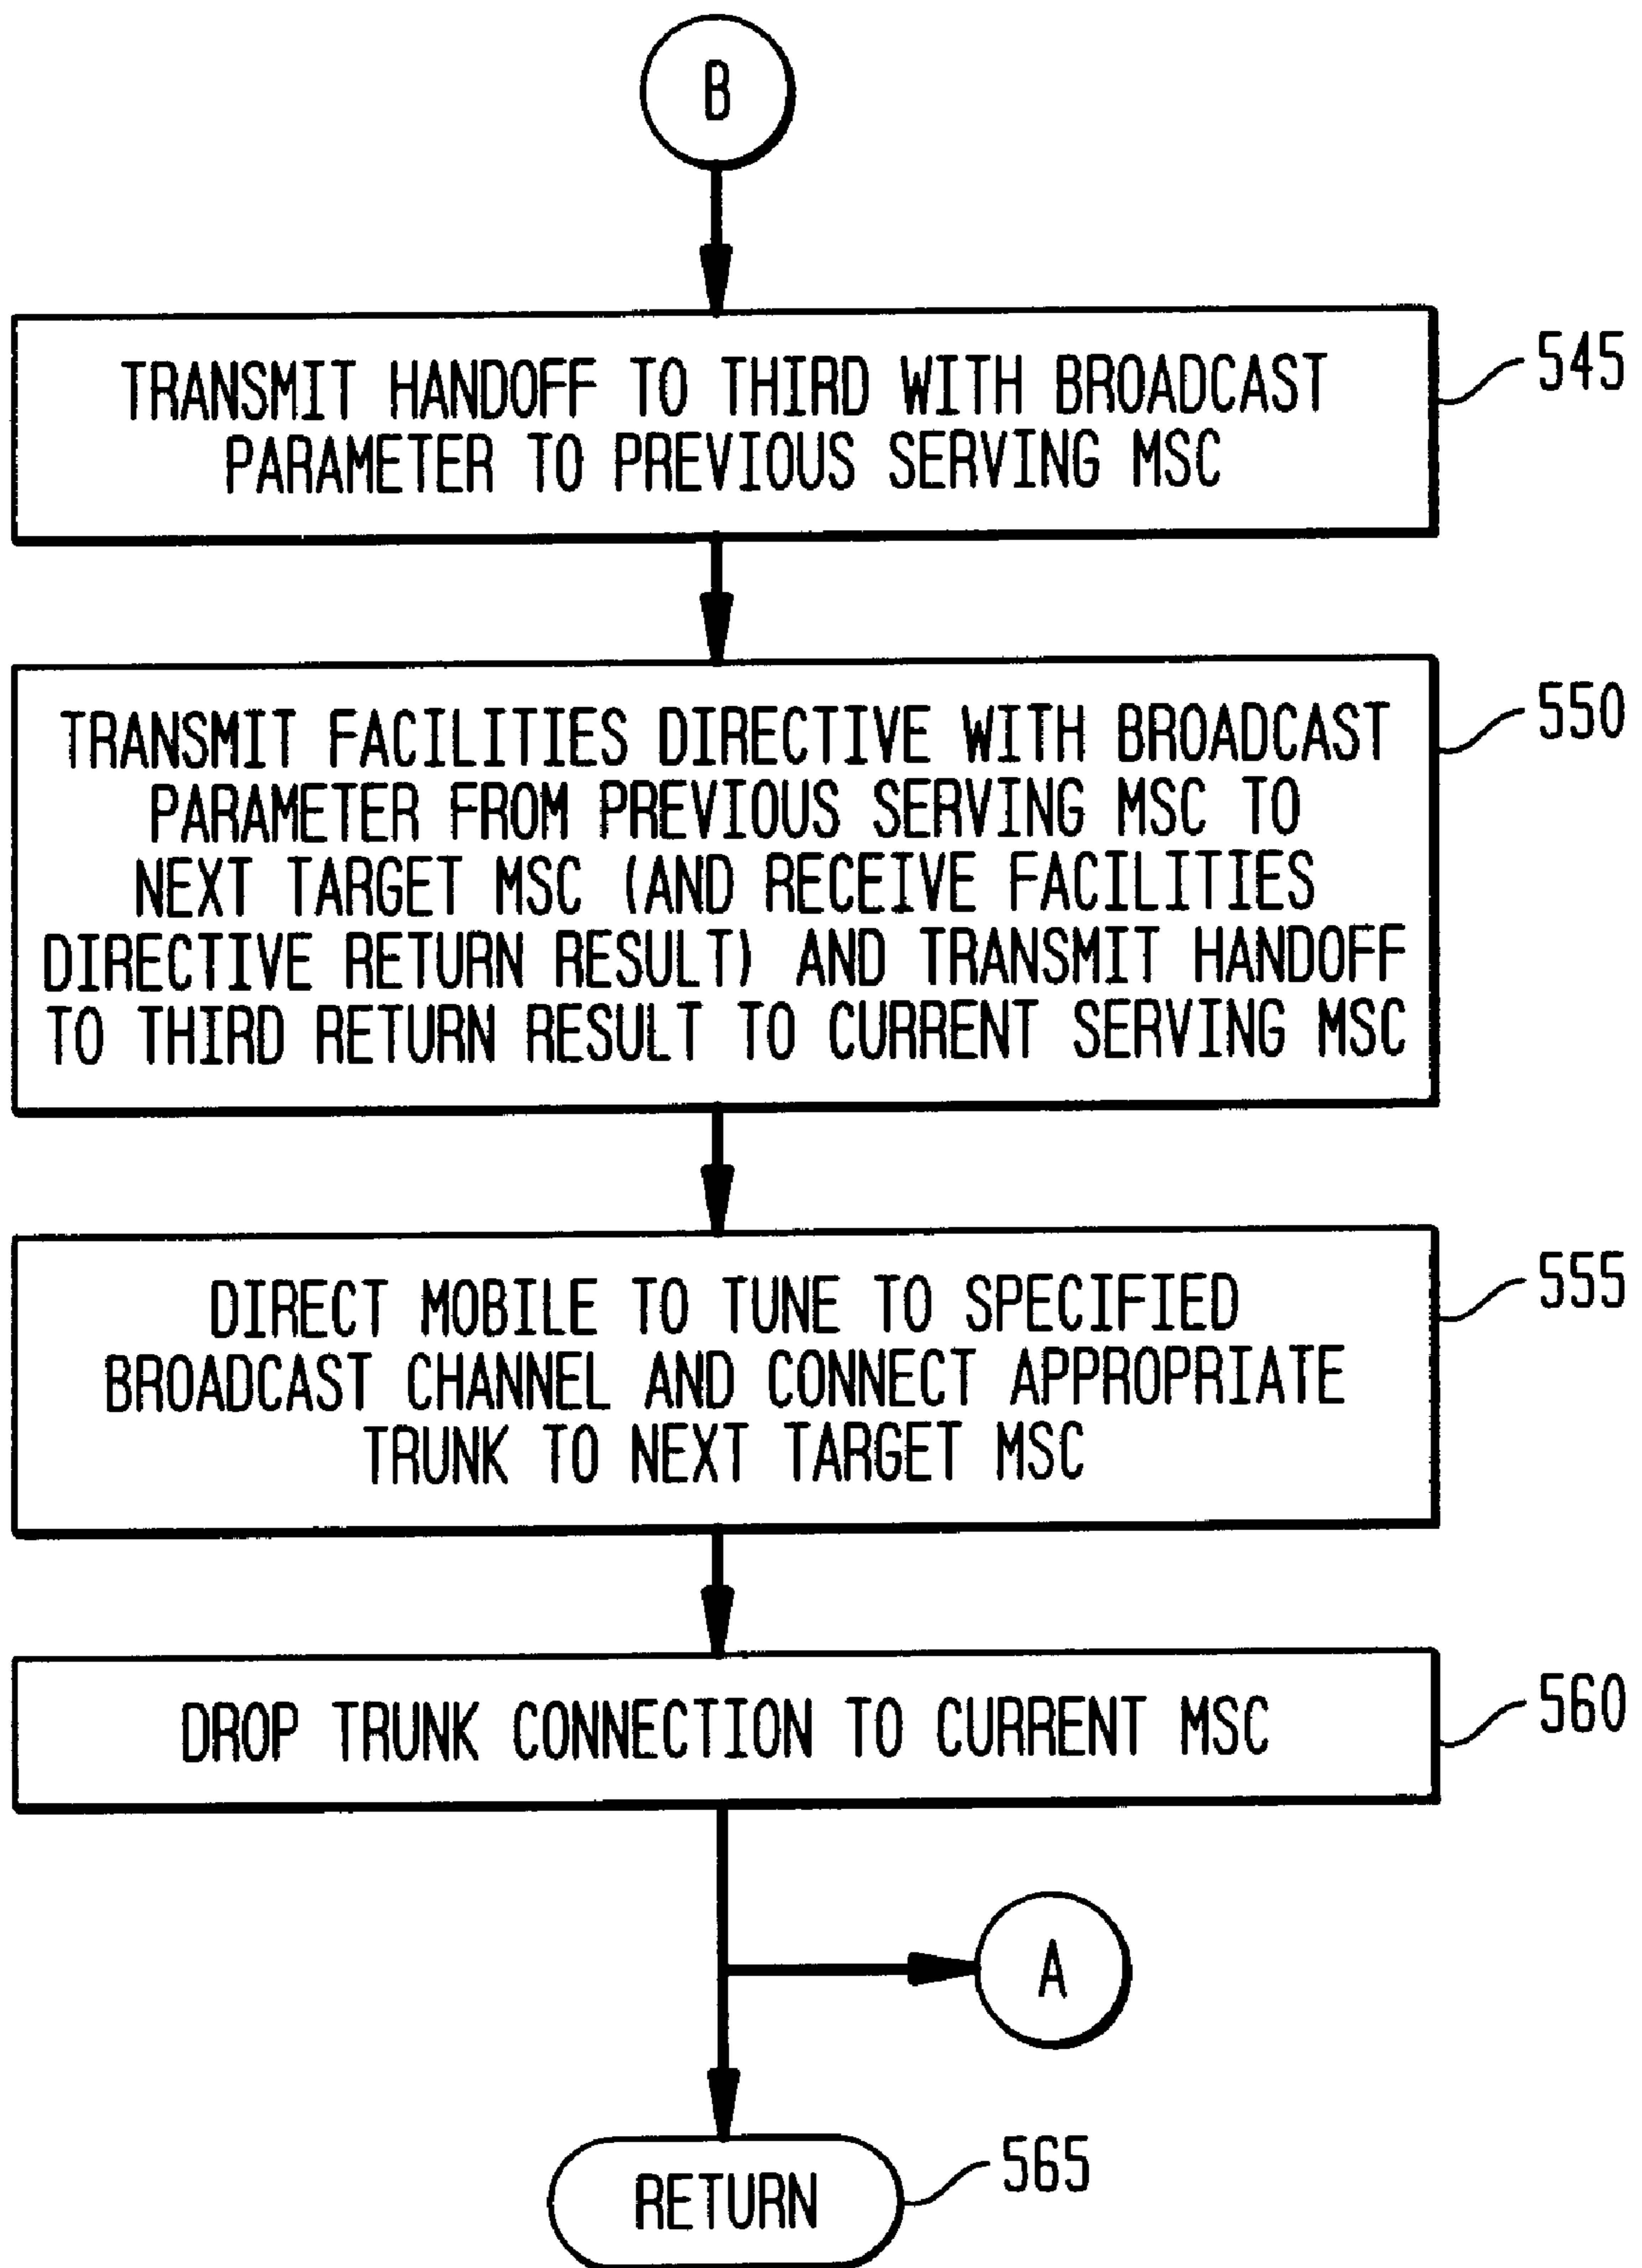 B
TRANSMIT HANDOFF TO THIRD WITH BROADCAST
PARAMETER TO PREVIOUS SERVING MSC
545
TRANSMIT FACILITIES DIRECTIVE WITH BROADCAST
PARAMETER FROM PREVIOUS SERVING MSC TO
NEXT TARGET MSC (AND RECEIVE FACILITIES
DIRECTIVE RETURN RESULT) AND TRANSMIT HANDOFF
TO THIRD RETURN RESULT TO CURRENT SERVING MSC
550
DIRECT MOBILE TO TUNE TO SPECIFIED
BROADCAST CHANNEL AND CONNECT APPROPRIATE
TRUNK TO NEXT TARGET MSC
555
DROP TRUNK CONNECTION TO CURRENT MSC
560
A
RETURN
565